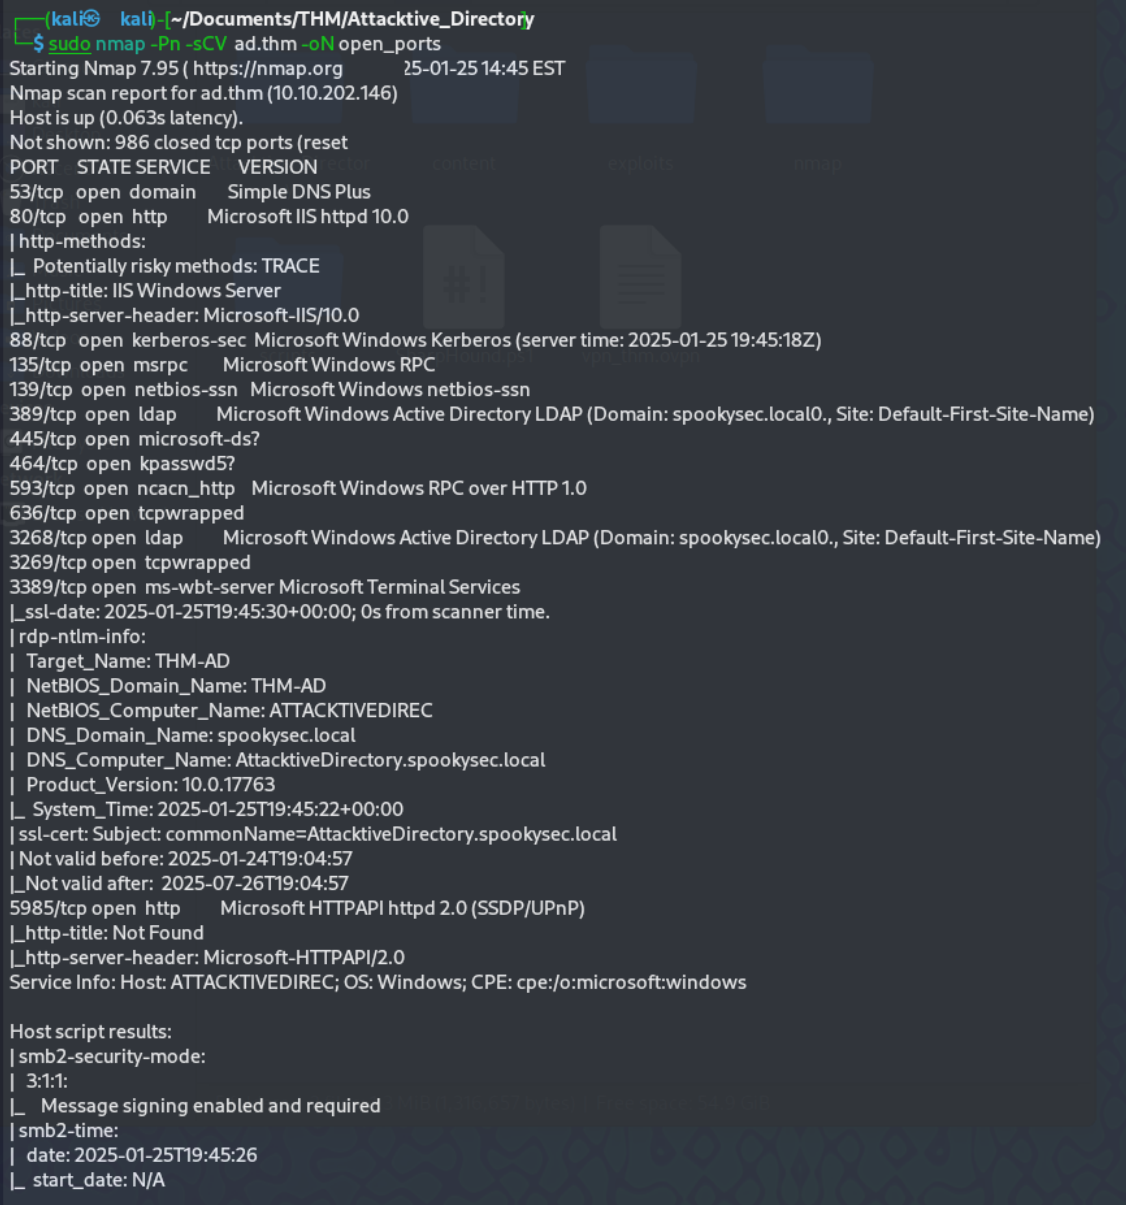 ┌──(kali㉿ kali)-[~/Documents/THM/Attacktive_Directory]
└─$ sudo nmap -Pn -sCV ad.thm -oN open_ports
Starting Nmap 7.95 ( https://nmap.org 25-01-25 14:45 EST
Nmap scan report for ad.thm (10.10.202.146)
Host is up (0.063s latency).
Not shown: 986 closed tcp ports (reset
PORT STATE SERVICE VERSION
53/tcp open domain Simple DNS Plus
80/tcp open http Microsoft IIS httpd 10.0
| http-methods:
|_ Potentially risky methods: TRACE
|_http-title: IIS Windows Server
|_http-server-header: Microsoft-IIS/10.0
88/tcp open kerberos-sec Microsoft Windows Kerberos (server time: 2025-01-25 19:45:18Z)
135/tcp open msrpc Microsoft Windows RPC
139/tcp open netbios-ssn Microsoft Windows netbios-ssn
389/tcp open ldap Microsoft Windows Active Directory LDAP (Domain: spookysec.local0., Site: Default-First-Site-Name)
445/tcp open microsoft-ds?
464/tcp open kpasswd5?
593/tcp open ncacn_http Microsoft Windows RPC over HTTP 1.0
636/tcp open tcpwrapped
3268/tcp open ldap Microsoft Windows Active Directory LDAP (Domain: spookysec.local0., Site: Default-First-Site-Name)
3269/tcp open tcpwrapped
3389/tcp open ms-wbt-server Microsoft Terminal Services
|_ssl-date: 2025-01-25T19:45:30+00:00; 0s from scanner time.
| rdp-ntlm-info:
| Target_Name: THM-AD
| NetBIOS_Domain_Name: THM-AD
| NetBIOS_Computer_Name: ATTACKTIVEDIREC
| DNS_Domain_Name: spookysec.local
| DNS_Computer_Name: AttacktiveDirectory.spookysec.local
| Product_Version: 10.0.17763
|_ System_Time: 2025-01-25T19:45:22+00:00
| ssl-cert: Subject: commonName=AttacktiveDirectory.spookysec.local
| Not valid before: 2025-01-24T19:04:57
|_Not valid after: 2025-07-26T19:04:57
5985/tcp open http Microsoft HTTPAPI httpd 2.0 (SSDP/UPnP)
|_http-title: Not Found
|_http-server-header: Microsoft-HTTPAPI/2.0
Service Info: Host: ATTACKTIVEDIREC; OS: Windows; CPE: cpe:/o:microsoft:windows

Host script results:
| smb2-security-mode:
| 3:1:1:
|_ Message signing enabled and required
| smb2-time:
| date: 2025-01-25T19:45:26
|_ start_date: N/A
content
exploits
nmap
vpn_thm.ovpn